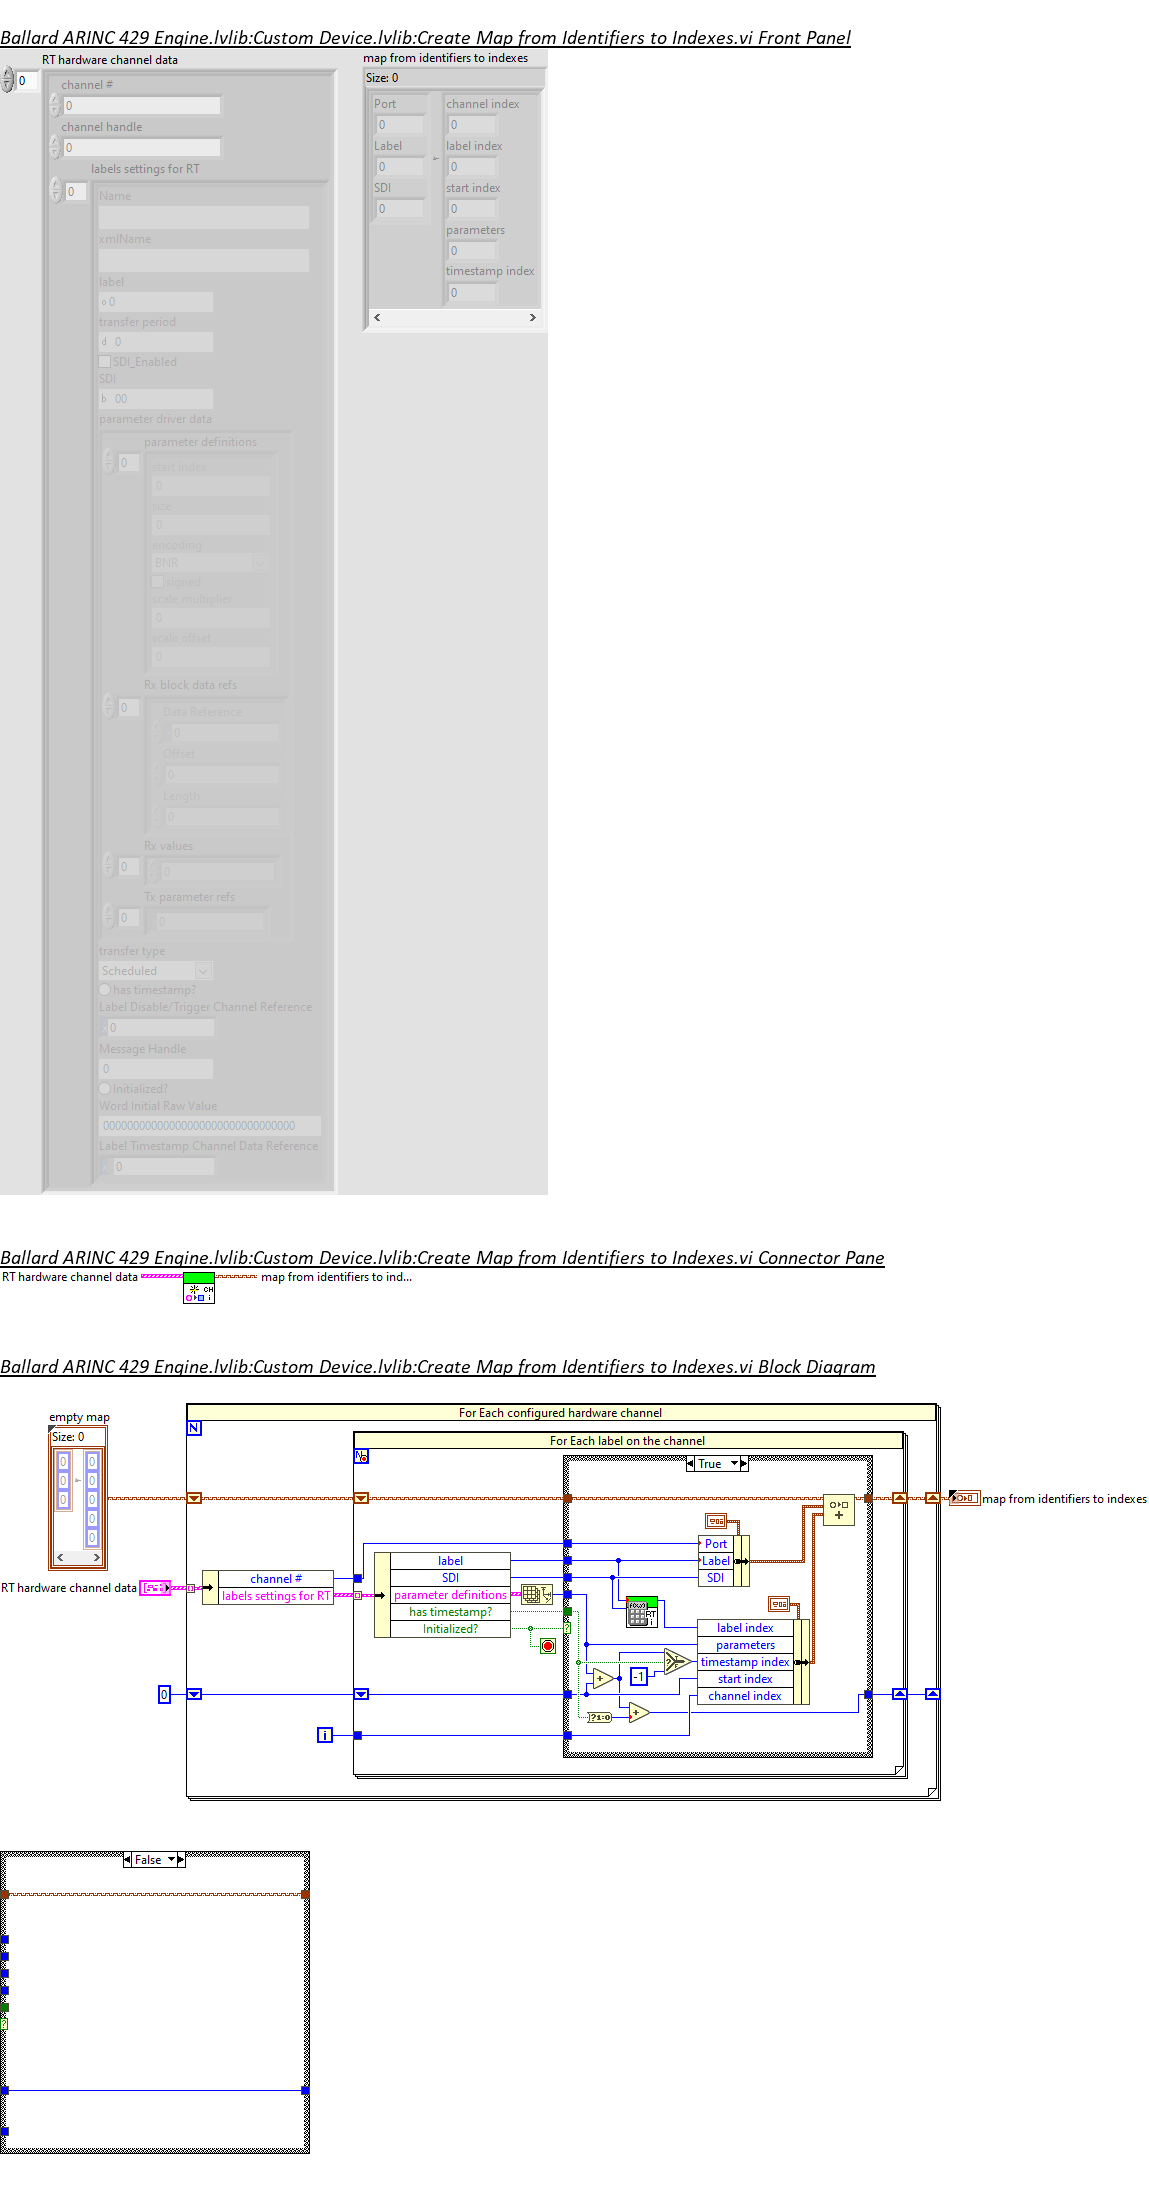 Ballard ARINC 429 Engine.lvlib:Custom Device.lvlib:Create Map from Identifiers to Indexes.vi Front Panel
RT hardware channel data
0
channel #
0
channel handle
0
labels settings for RT
0
Name
xmlName
label
o 0
transfer period
d 0
SDI_Enabled
SDI
b 00
parameter driver data
parameter definitions
0
start index
0
size
0
encoding
BNR
signed
scale multiplier
0
scale offset
0
Rx block data refs
0
Data Reference
0
Offset
0
Length
0
Rx values
0
0
Tx parameter refs
0
0
transfer type
Scheduled
has timestamp?
Label Disable/Trigger Channel Reference
0
Message Handle
0
Initialized?
Word Initial Raw Value
00000000000000000000000000000000
Label Timestamp Channel Data Reference
0
map from identifiers to indexes
Size: 0
Port
0
Label
0
SDI
0
channel index
0
label index
0
start index
0
parameters
0
timestamp index
0
Ballard ARINC 429 Engine.lvlib:Custom Device.lvlib:Create Map from Identifiers to Indexes.vi Connector Pane
RT hardware channel data
CH
i
map from identifiers to ind...
Ballard ARINC 429 Engine.lvlib:Custom Device.lvlib:Create Map from Identifiers to Indexes.vi Block Diagram
empty map
Size: 0
0 0
0 0
0 0
0
0
RT hardware channel data
For Each configured hardware channel
N
channel #
labels settings for RT
0
i
For Each label on the channel
N
label
SDI
parameter definitions
has timestamp?
Initialized?
True
Port
Label
SDI
RT
i
label index
parameters
timestamp index
start index
channel index
-1
?1:0
?
map from identifiers to indexes
False
?